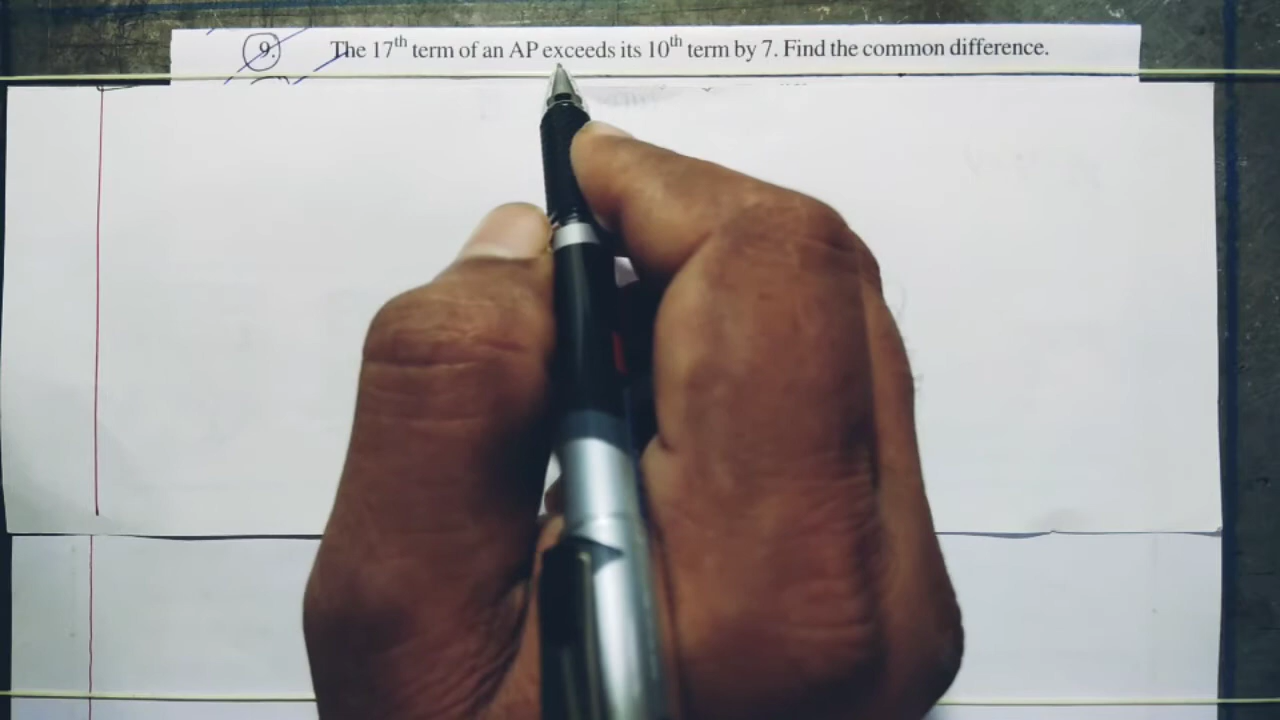 9. The 17th term of an AP exceeds its 10th term by 7. Find the common difference.